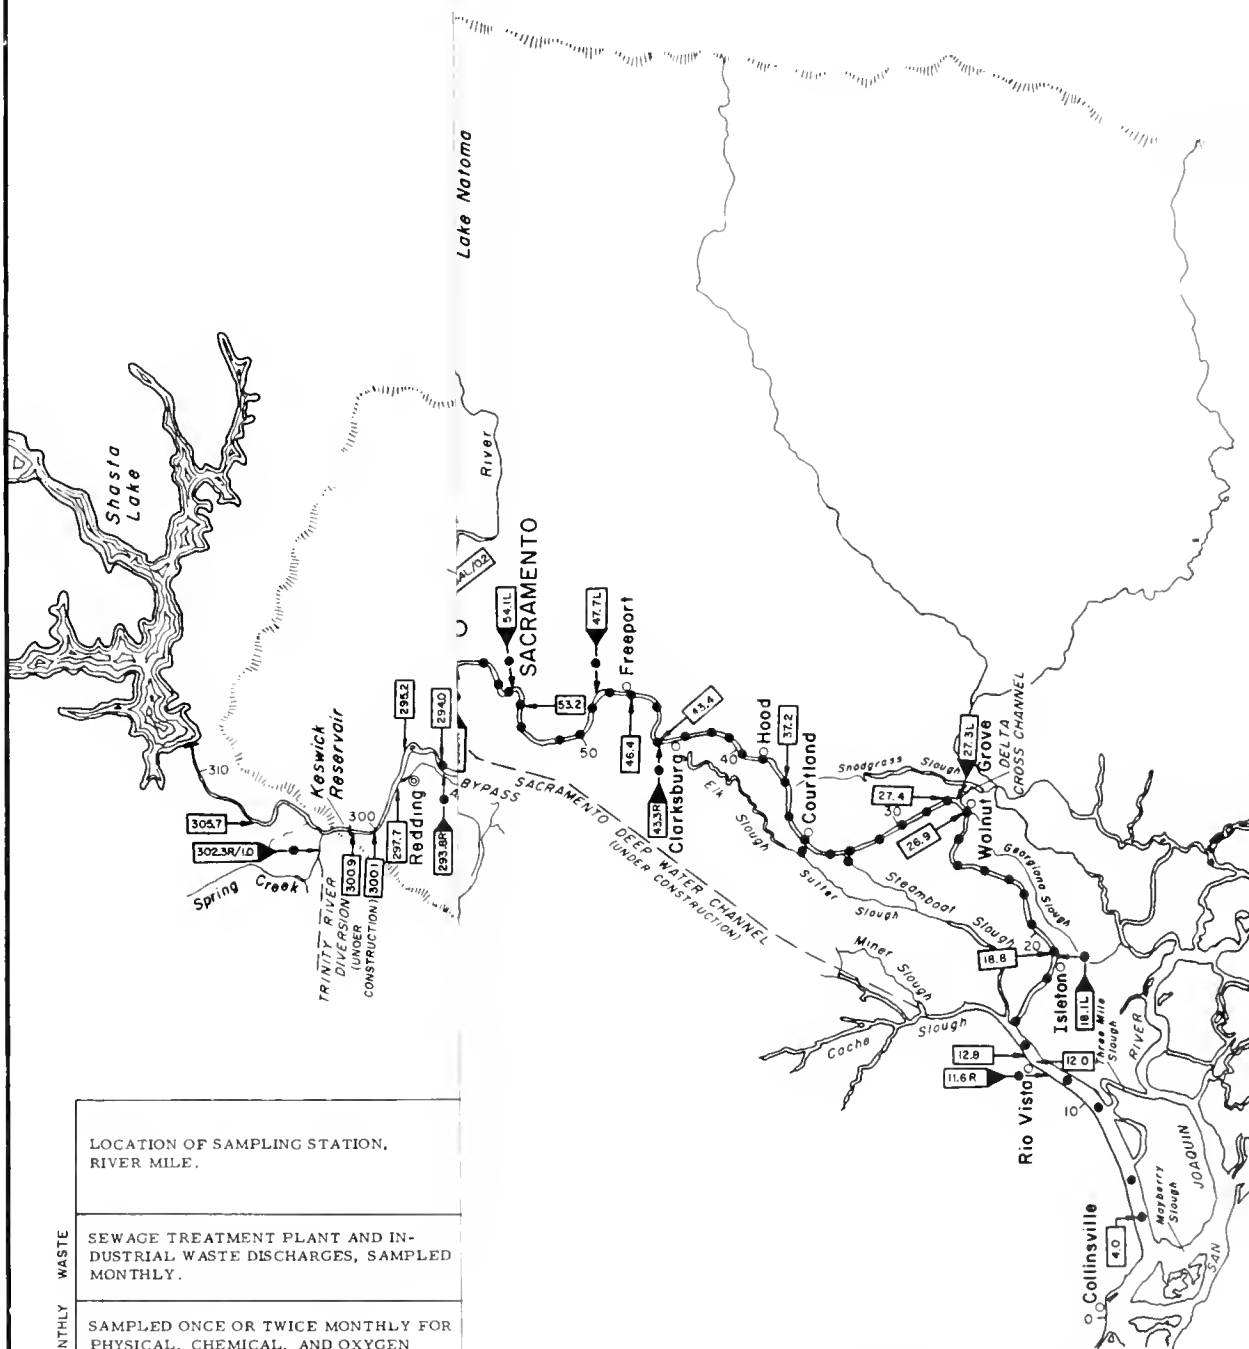 Lake Natoma
Shasta
Lake
River
4L/0.2
SACRAMENTO
54.1L
47.7L
Freeport
53.2
50
46.4
43.4
43.3R
Clarksburg
40
Hood
37.2
Courtland
Elk
Slough
Snodgrass
Slough
27.3L
Grove
Walnut
DELTA
CROSS CHANNEL
27.4
30
26.9
Georgiana Slough
Sutter
Slough
Steamboat
Slough
20
18.8
Isleton
18.1L
Three Mile
Slough
Miner Slough
Cache
Slough
SACRAMENTO DEEP WATER CHANNEL
(UNDER CONSTRUCTION)
BYPASS
310
Keswick
Reservoir
305.7
302.3R/1.0
Spring Creek
300
295.2
294.0
297.7
Redding
293.8R
4
300.9
300.1
TRINITY RIVER
DIVERSION
(UNDER
CONSTRUCTION)
12.8
12.0
11.6R
Rio Vista
10
RIVER
JOAQUIN
SAN
Mayberry
Slough
4.0
Collinsville
0
LOCATION OF SAMPLING STATION,
RIVER MILE.
WASTE
SEWAGE TREATMENT PLANT AND IN-
DUSTRIAL WASTE DISCHARGES, SAMPLED
MONTHLY.
NTHLY
SAMPLED ONCE OR TWICE MONTHLY FOR
PHYSICAL, CHEMICAL, AND OXYGEN